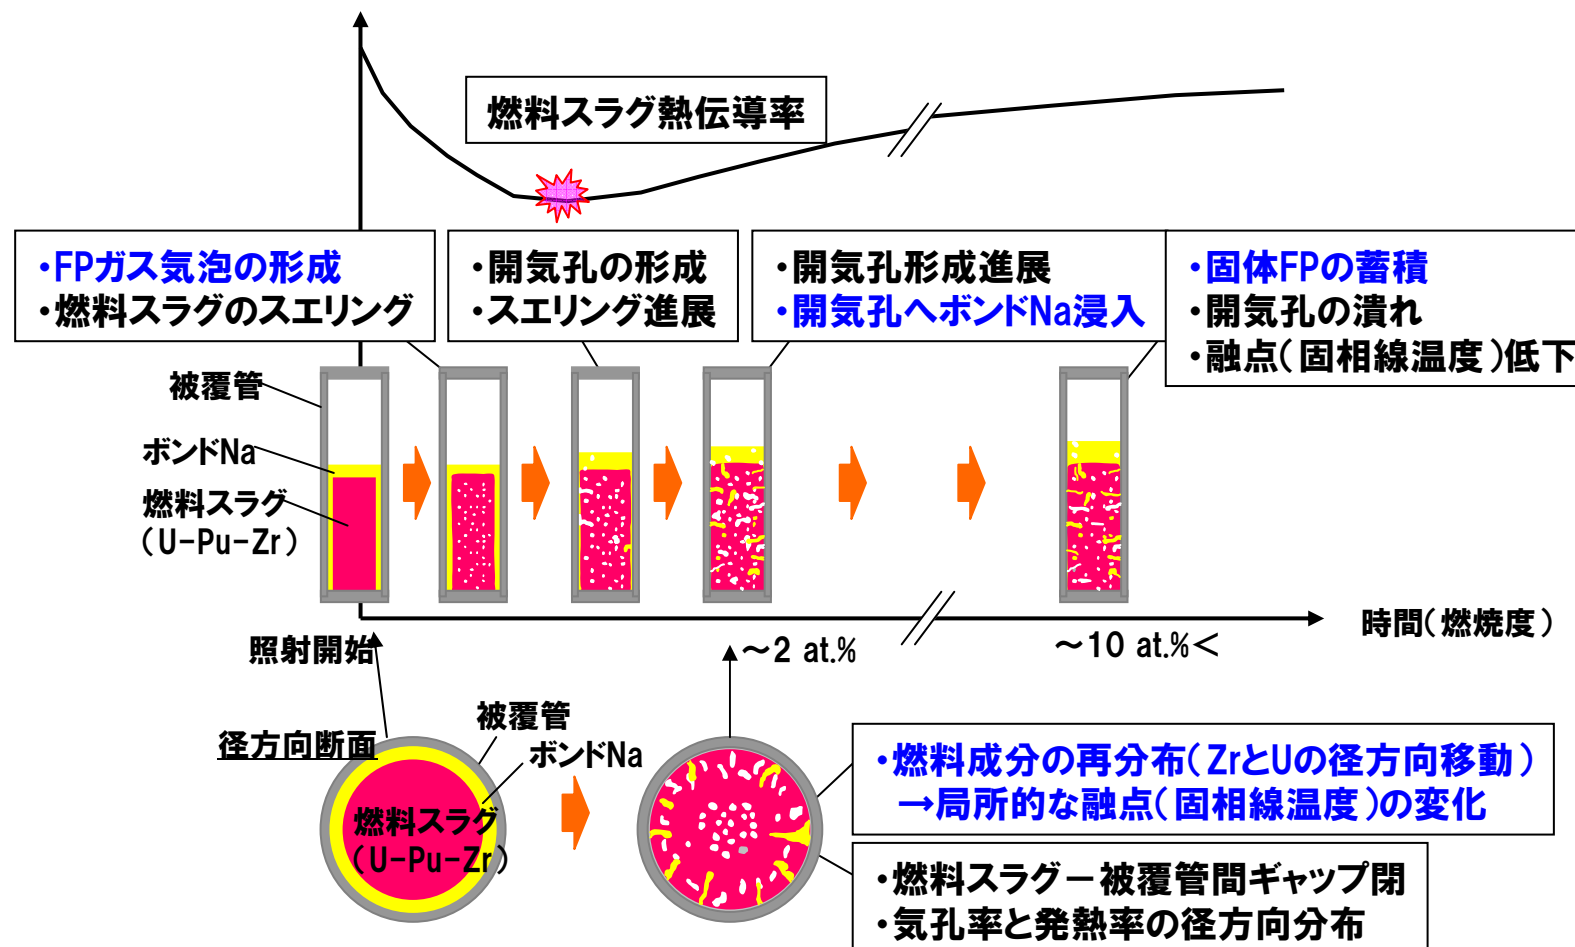 燃料スラグ熱伝導率
・FPガス気泡の形成
・燃料スラグのスエリング
・開気孔の形成
・スエリング進展
・開気孔形成進展
・開気孔へボンドNa浸入
・固体FPの蓄積
・開気孔の潰れ
・融点(固相線温度)低下
被覆管
ボンドNa
燃料スラグ
(U-Pu-Zr)
時間(燃焼度)
照射開始
～2 at.%
～10 at.%＜
径方向断面
被覆管
ボンドNa
燃料スラグ
(U-Pu-Zr)
・燃料成分の再分布(ZrとUの径方向移動)
→局所的な融点(固相線温度)の変化
・燃料スラグー被覆管間ギャップ閉
・気孔率と発熱率の径方向分布